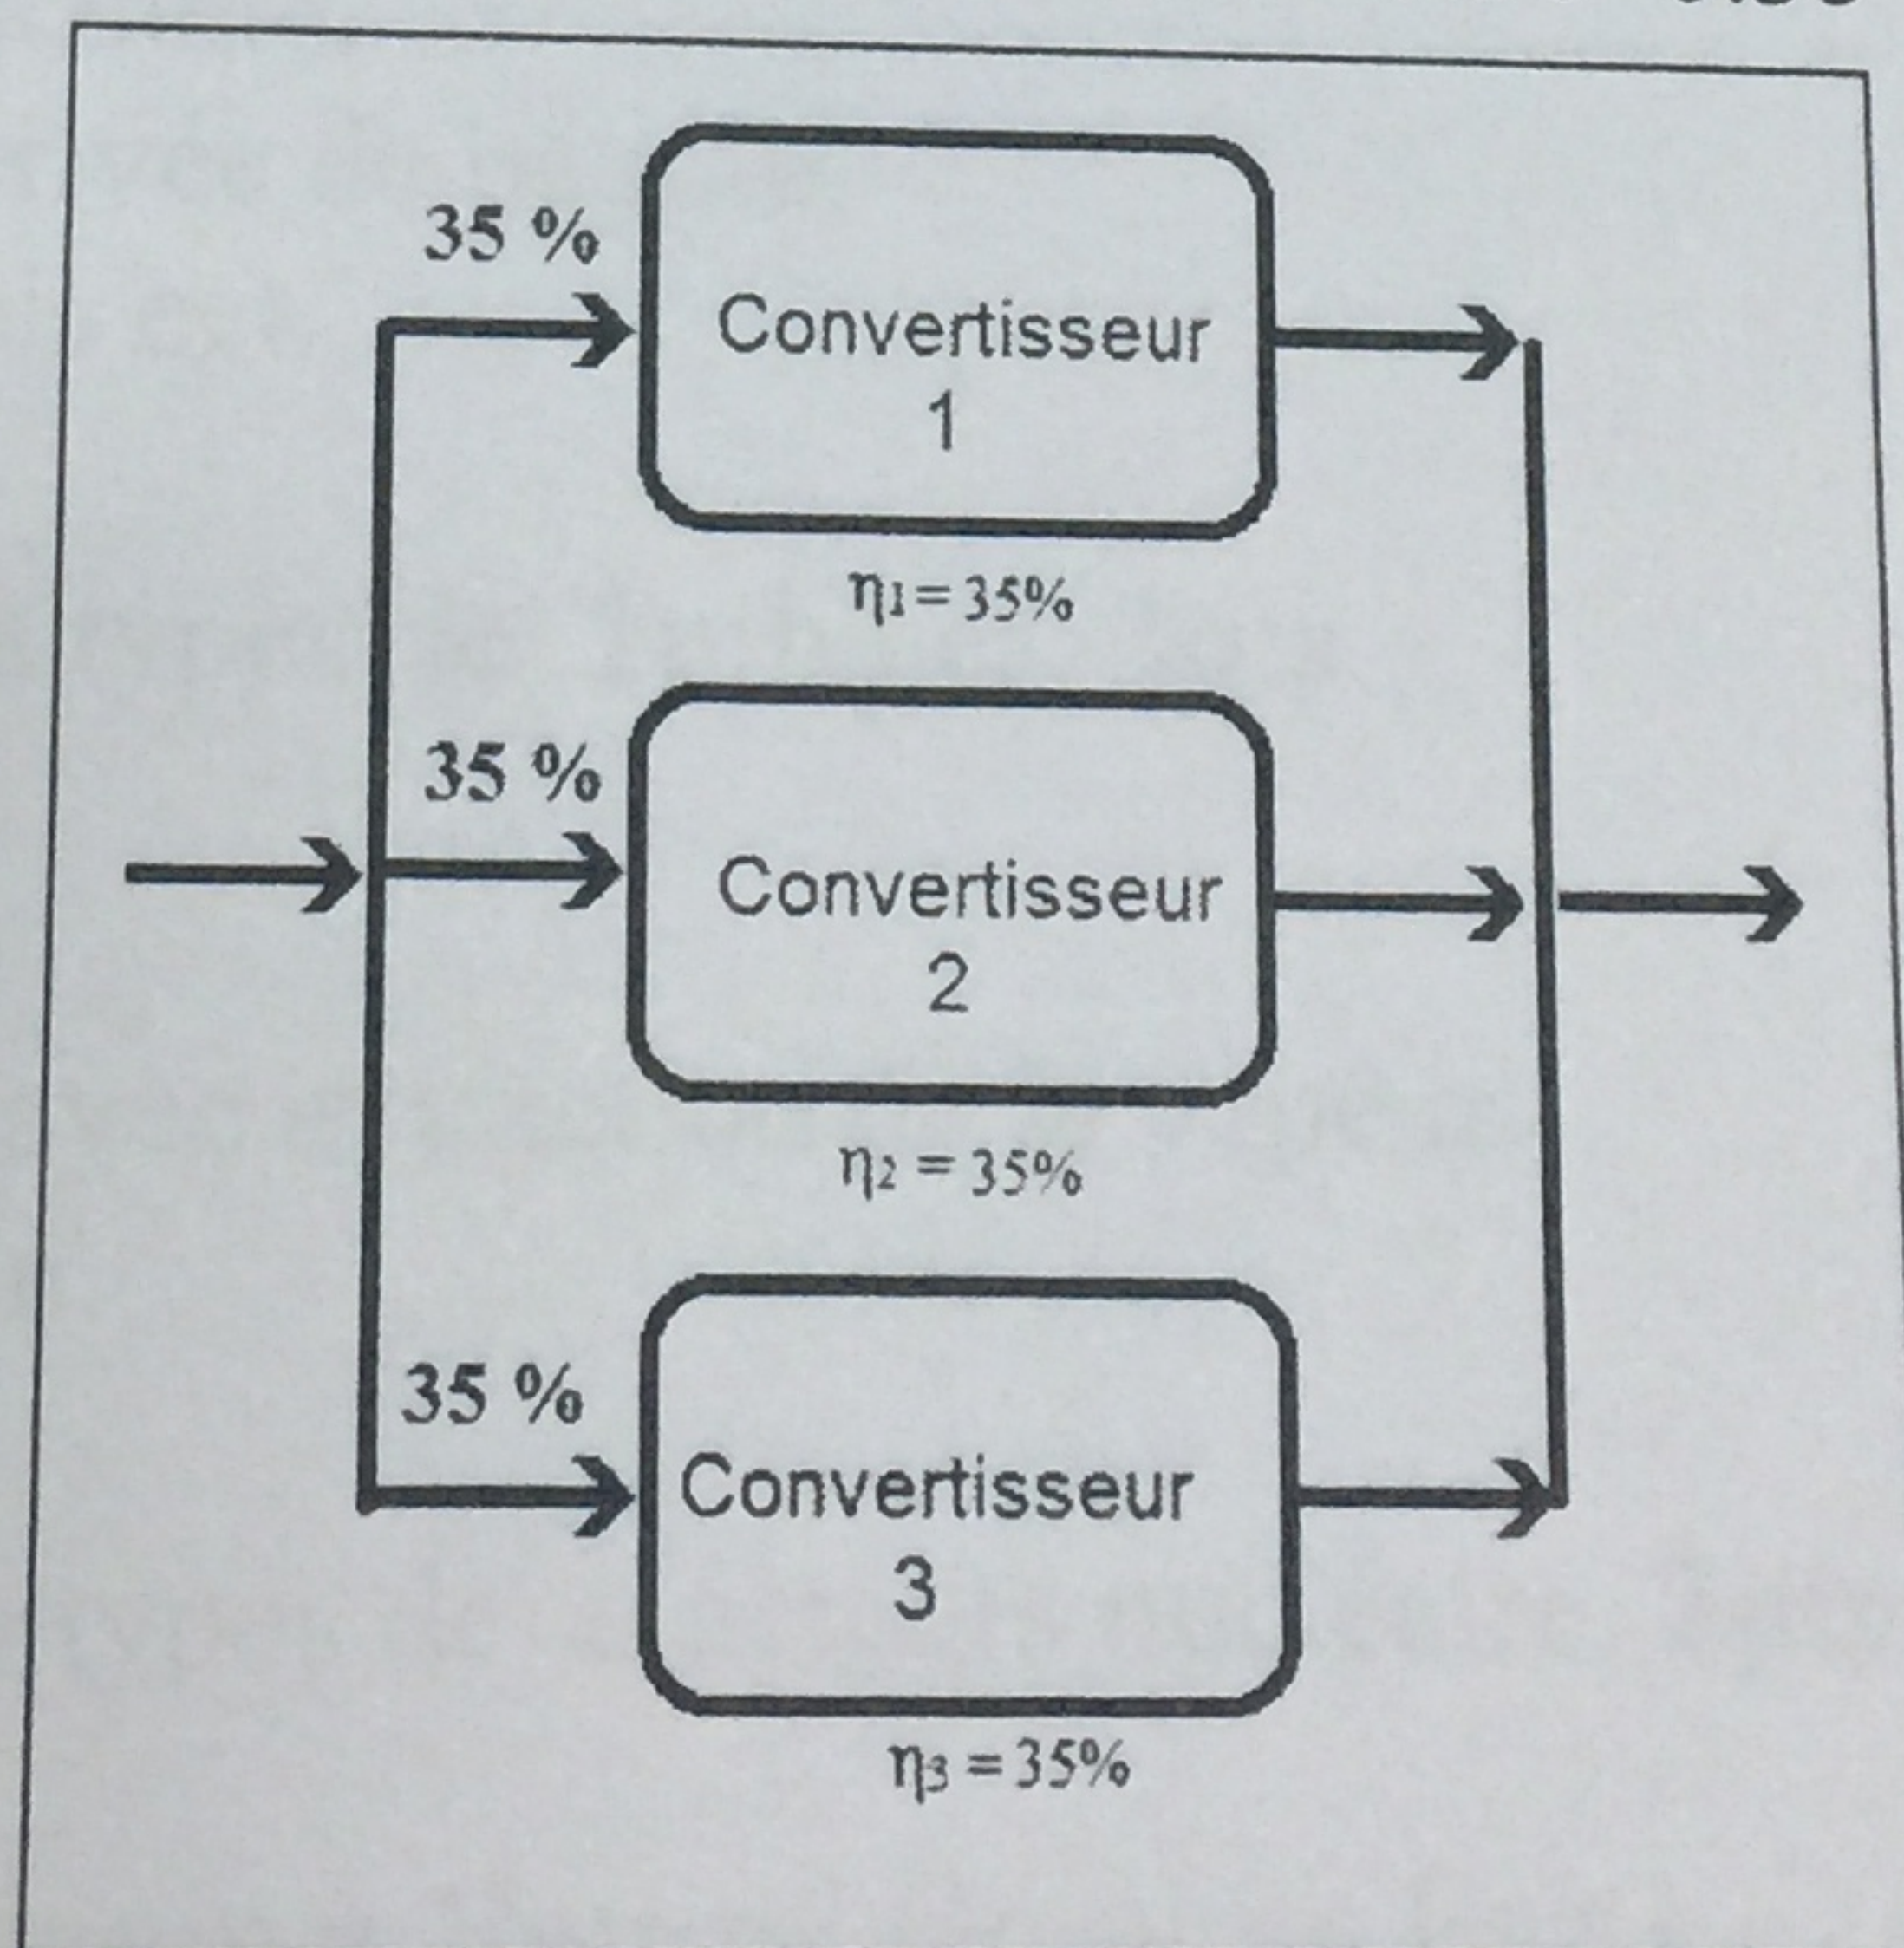 35 %
Convertisseur
1
η1= 35%
35 %
Convertisseur
2
η2 = 35%
35 %
Convertisseur
3
η3 = 35%